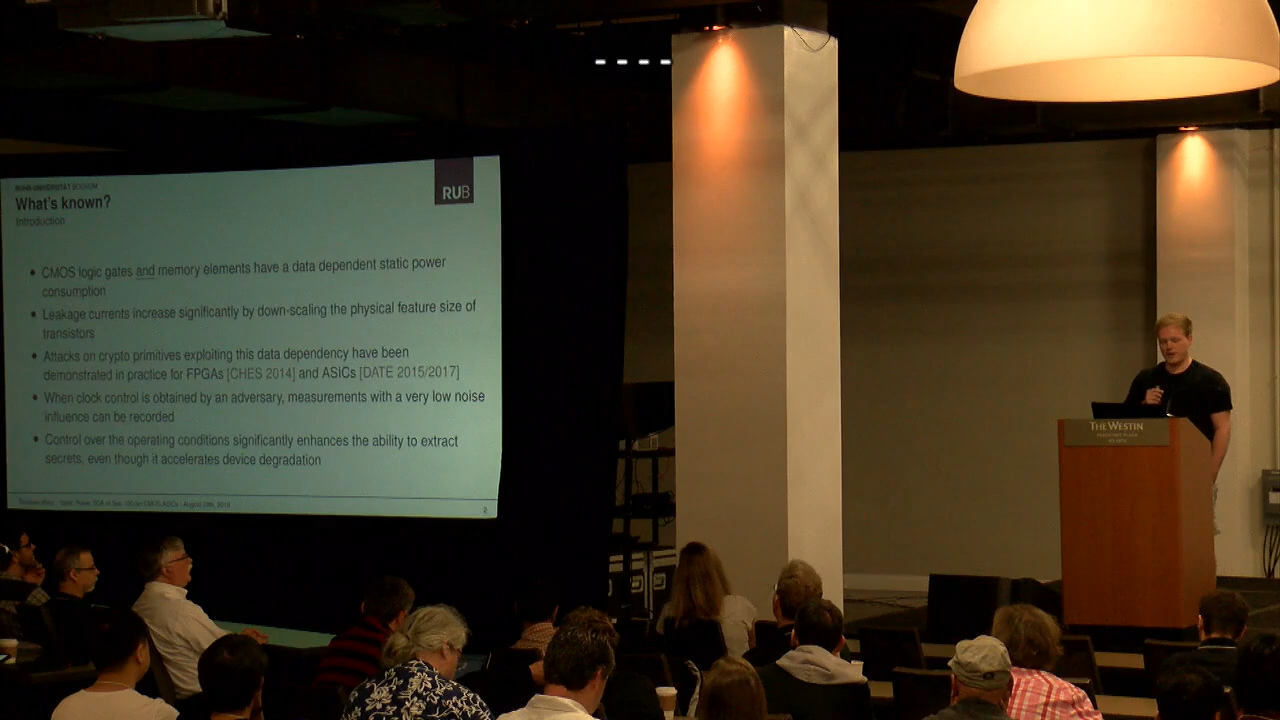 RUHR-UNIVERSITÄT BOCHUM
RUB
What's known?
Introduction
• CMOS logic gates and memory elements have a data dependent static power
consumption
• Leakage currents increase significantly by down-scaling the physical feature size of
transistors
• Attacks on crypto primitives exploiting this data dependency have been
demonstrated in practice for FPGAs [CHES 2014] and ASICs [DATE 2015/2017]
• When clock control is obtained by an adversary, measurements with a very low noise
influence can be recorded
• Control over the operating conditions significantly enhances the ability to extract
secrets, even though it accelerates device degradation
THE WESTIN